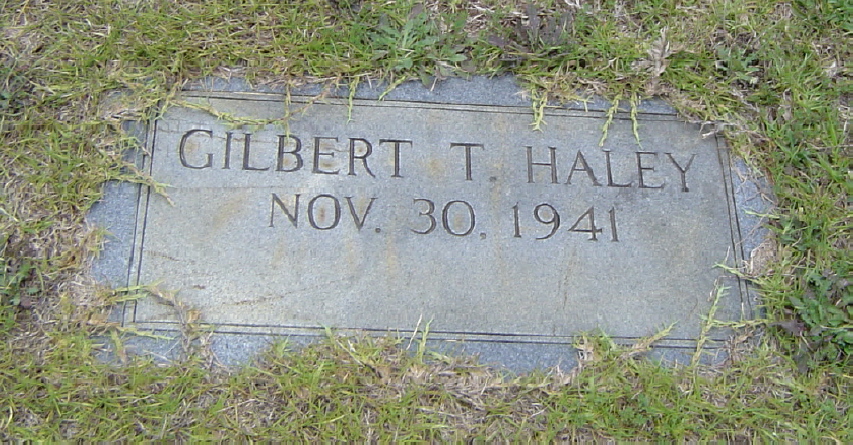 GILBERT T. HALEY
NOV. 30, 1941